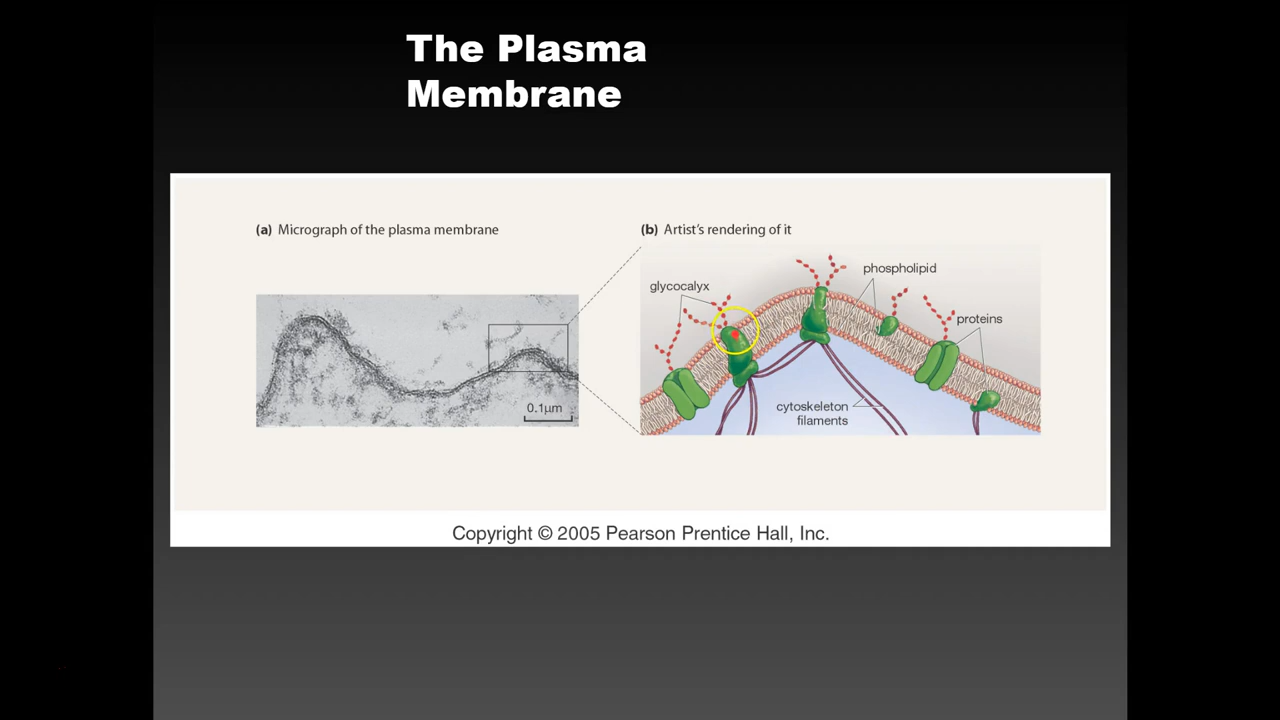 The Plasma
Membrane
(a) Micrograph of the plasma membrane
0.1µm
(b) Artist's rendering of it
glycocalyx
phospholipid
proteins
cytoskeleton
filaments
Copyright © 2005 Pearson Prentice Hall, Inc.